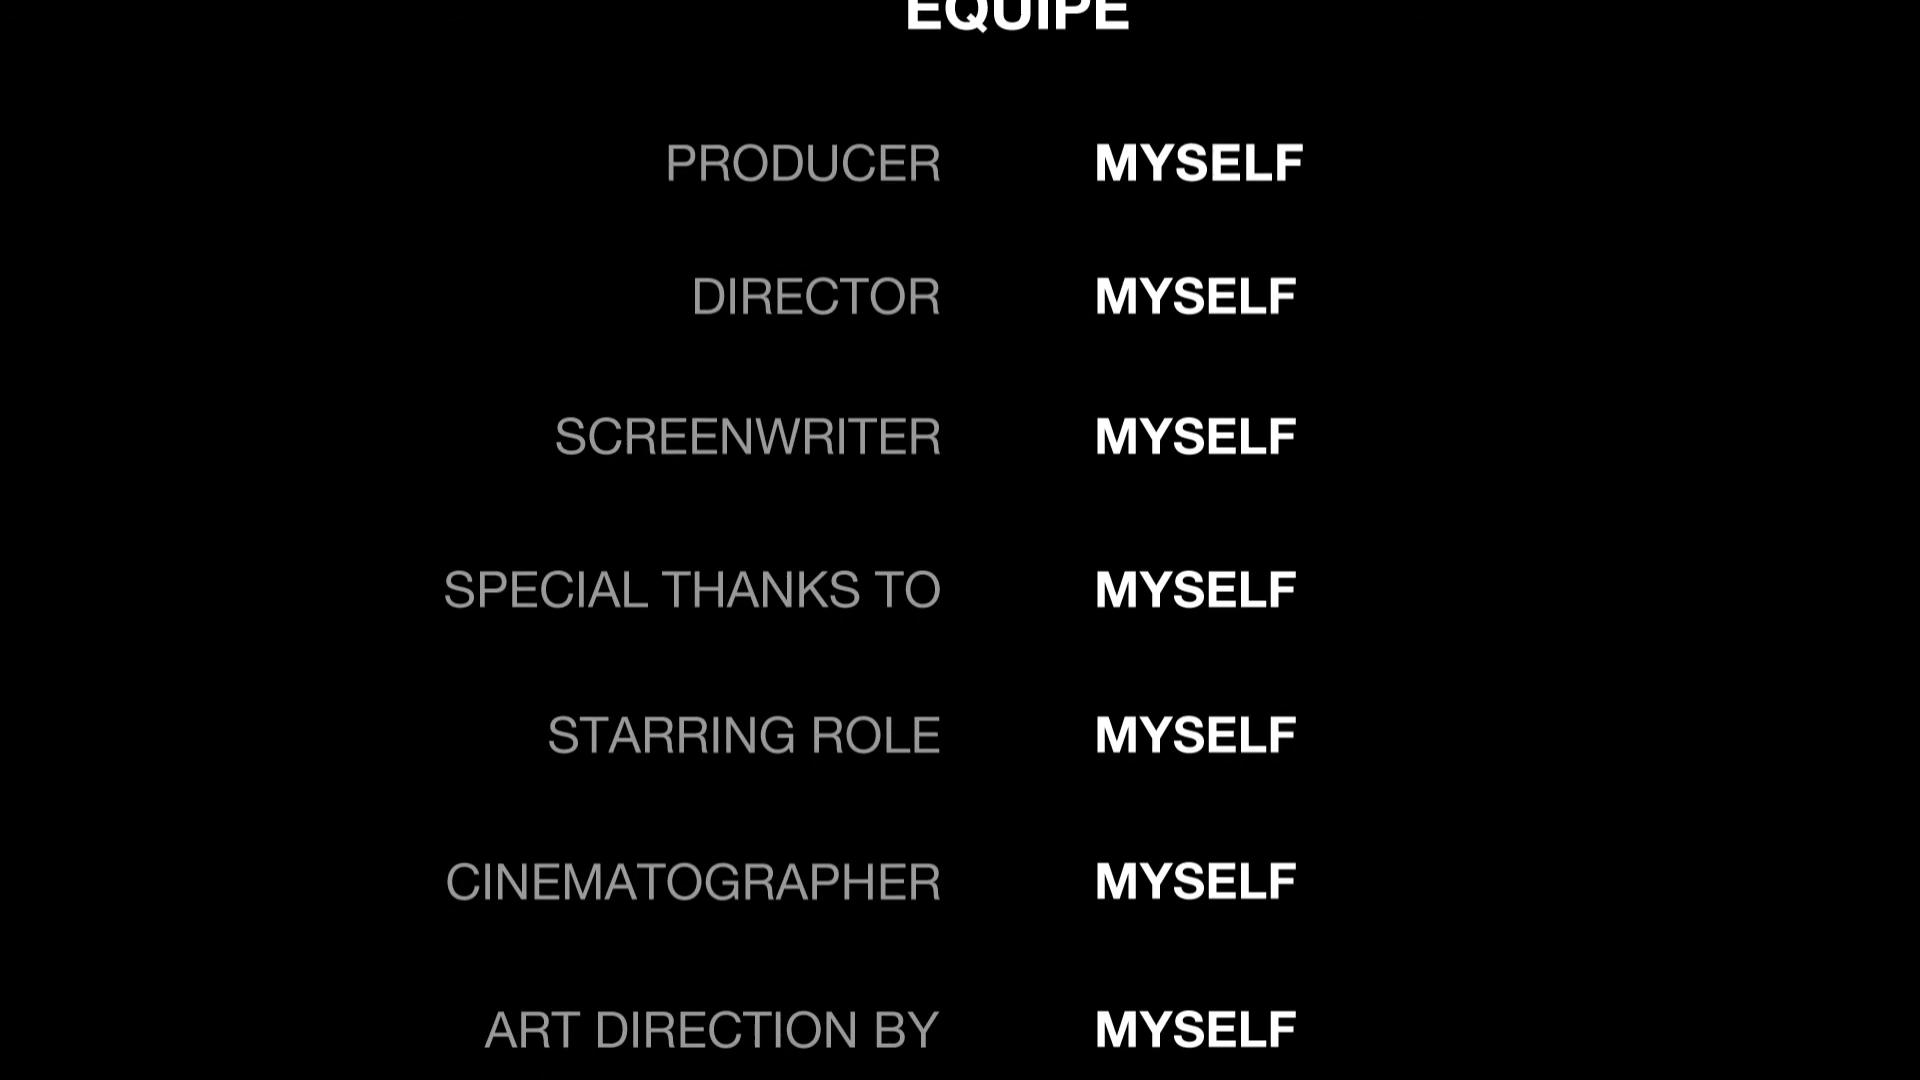 EQUIPE
PRODUCER MYSELF
DIRECTOR MYSELF
SCREENWRITER MYSELF
SPECIAL THANKS TO MYSELF
STARRING ROLE MYSELF
CINEMATOGRAPHER MYSELF
ART DIRECTION BY MYSELF